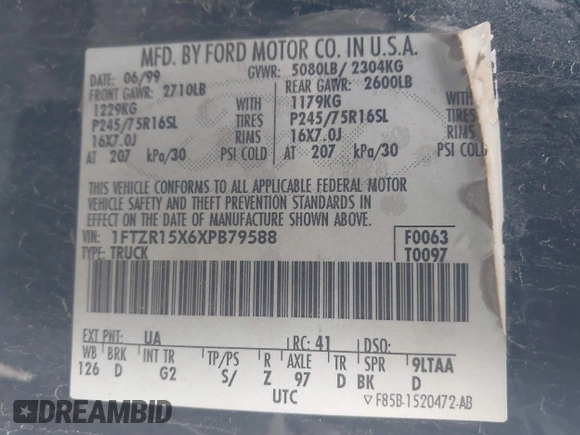 MFD. BY FORD MOTOR CO. IN U.S.A.
DATE: 06/99 GVWR: 5080LB/ 2304KG
FRONT GAWR: 2710LB REAR GAWR: 2600LB
1229KG WITH 1179KG WITH
P245/75R16SL TIRES P245/75R16SL TIRES
16X7.0J RIMS 16X7.0J RIMS
AT 207 kPa/30 PSI COLD AT 207 kPa/30 PSI COLD
THIS VEHICLE CONFORMS TO ALL APPLICABLE FEDERAL MOTOR
VEHICLE SAFETY AND THEFT PREVENTION STANDARDS IN
EFFECT ON THE DATE OF MANUFACTURE SHOWN ABOVE.
VIN: 1FTZR15X6XPB79588 F0063
TYPE: TRUCK T0097
EXT PNT: UA RC: 41 DSO:
WB BRK INT TR TP/PS R AXLE TR SPR 9LTAA
126 D G2 S/ Z 97 D BK D
UTC ▽ F85B-1520472-AB
DREAMBID